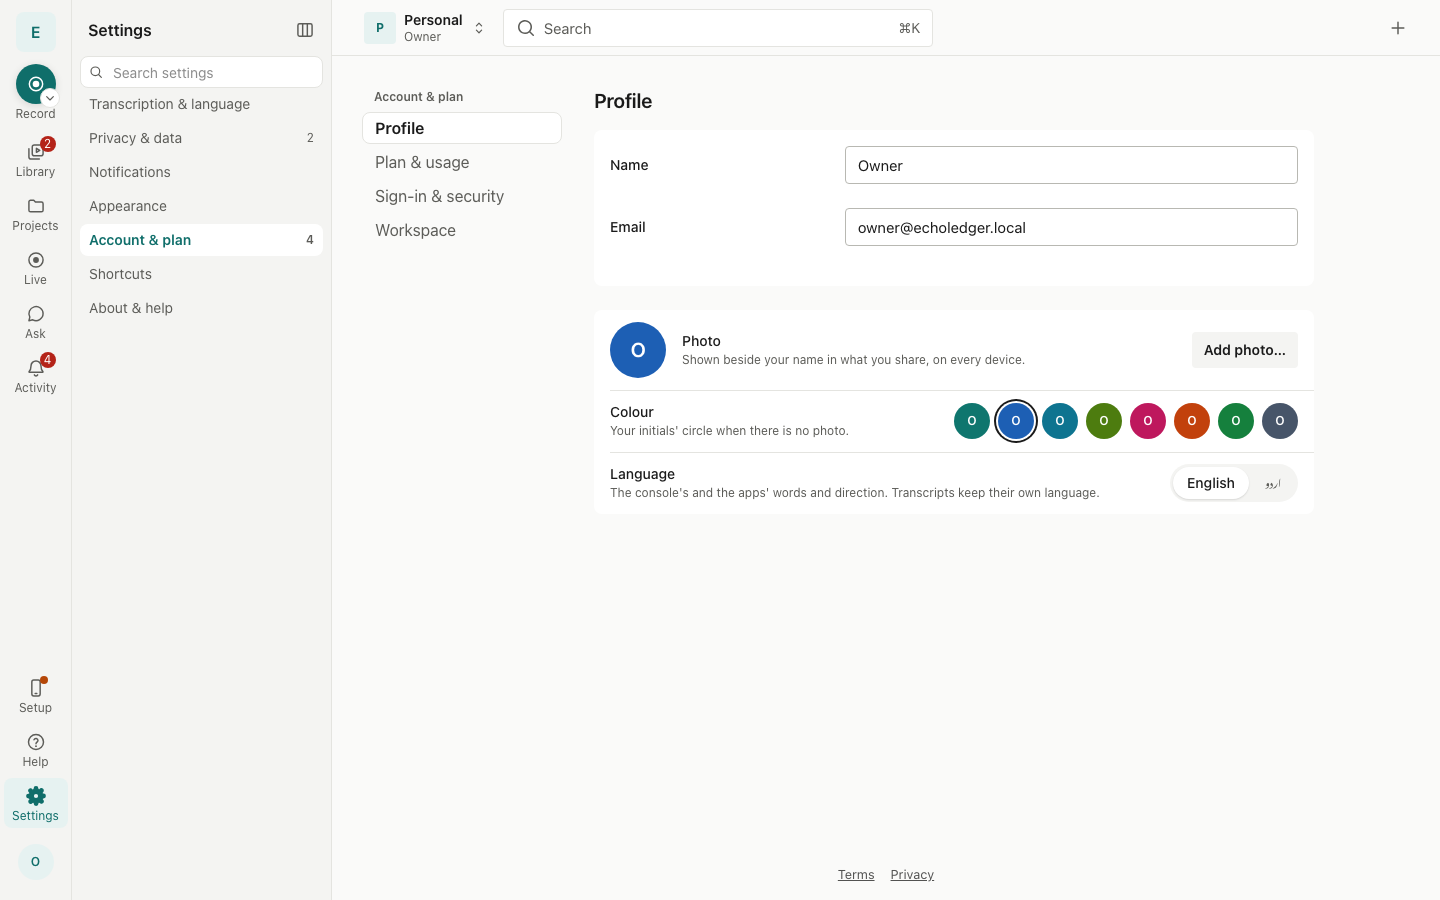 E
Record
2
Library
Projects
Live
Ask
4
Activity
Setup
Help
Settings
O
Settings
Search settings
Transcription & language
Privacy & data 2
Notifications
Appearance
Account & plan 4
Shortcuts
About & help
P
Personal
Owner
Search ⌘K
Account & plan
Profile
Plan & usage
Sign-in & security
Workspace
Profile
Name Owner
Email owner@echoledger.local
O
Photo
Shown beside your name in what you share, on every device.
Add photo...
Colour
Your initials' circle when there is no photo.
O O O O O O O O
Language
The console's and the apps' words and direction. Transcripts keep their own language.
English اردو
Terms Privacy